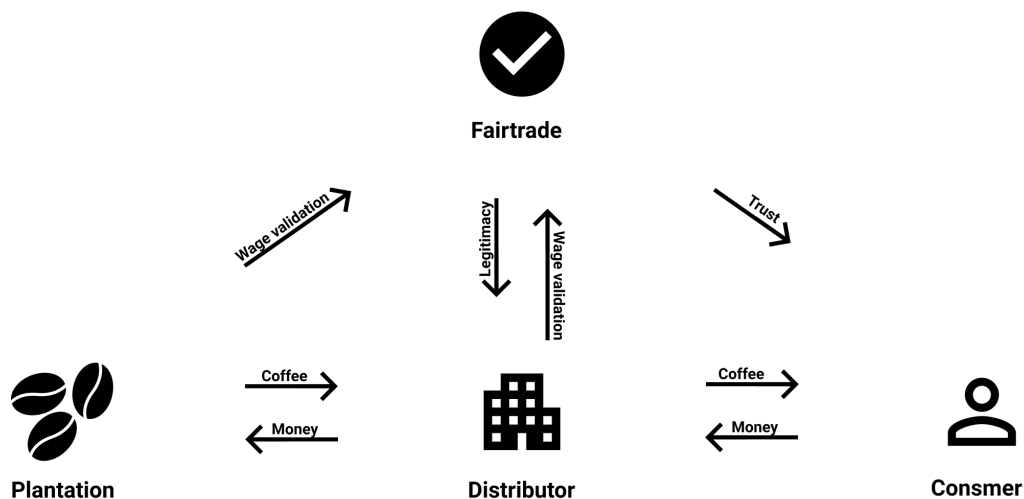 Fairtrade
Wage validation
Legitimacy
Wage validation
Trust
Coffee
Money
Coffee
Money
Plantation
Distributor
Consmer